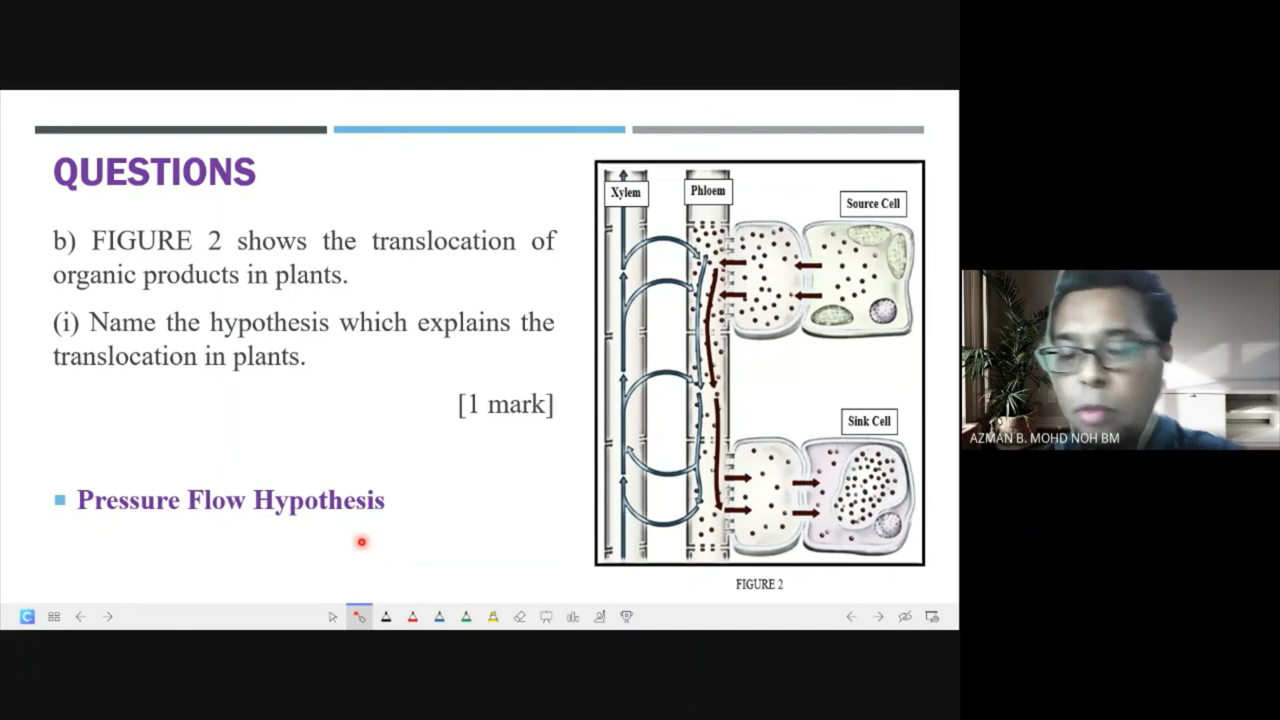 QUESTIONS
b) FIGURE 2 shows the translocation of
organic products in plants.
(i) Name the hypothesis which explains the
translocation in plants.
[1 mark]
Pressure Flow Hypothesis
Xylem
Phloem
Source Cell
Sink Cell
FIGURE 2
AZMAN B. MOHD NOH BM